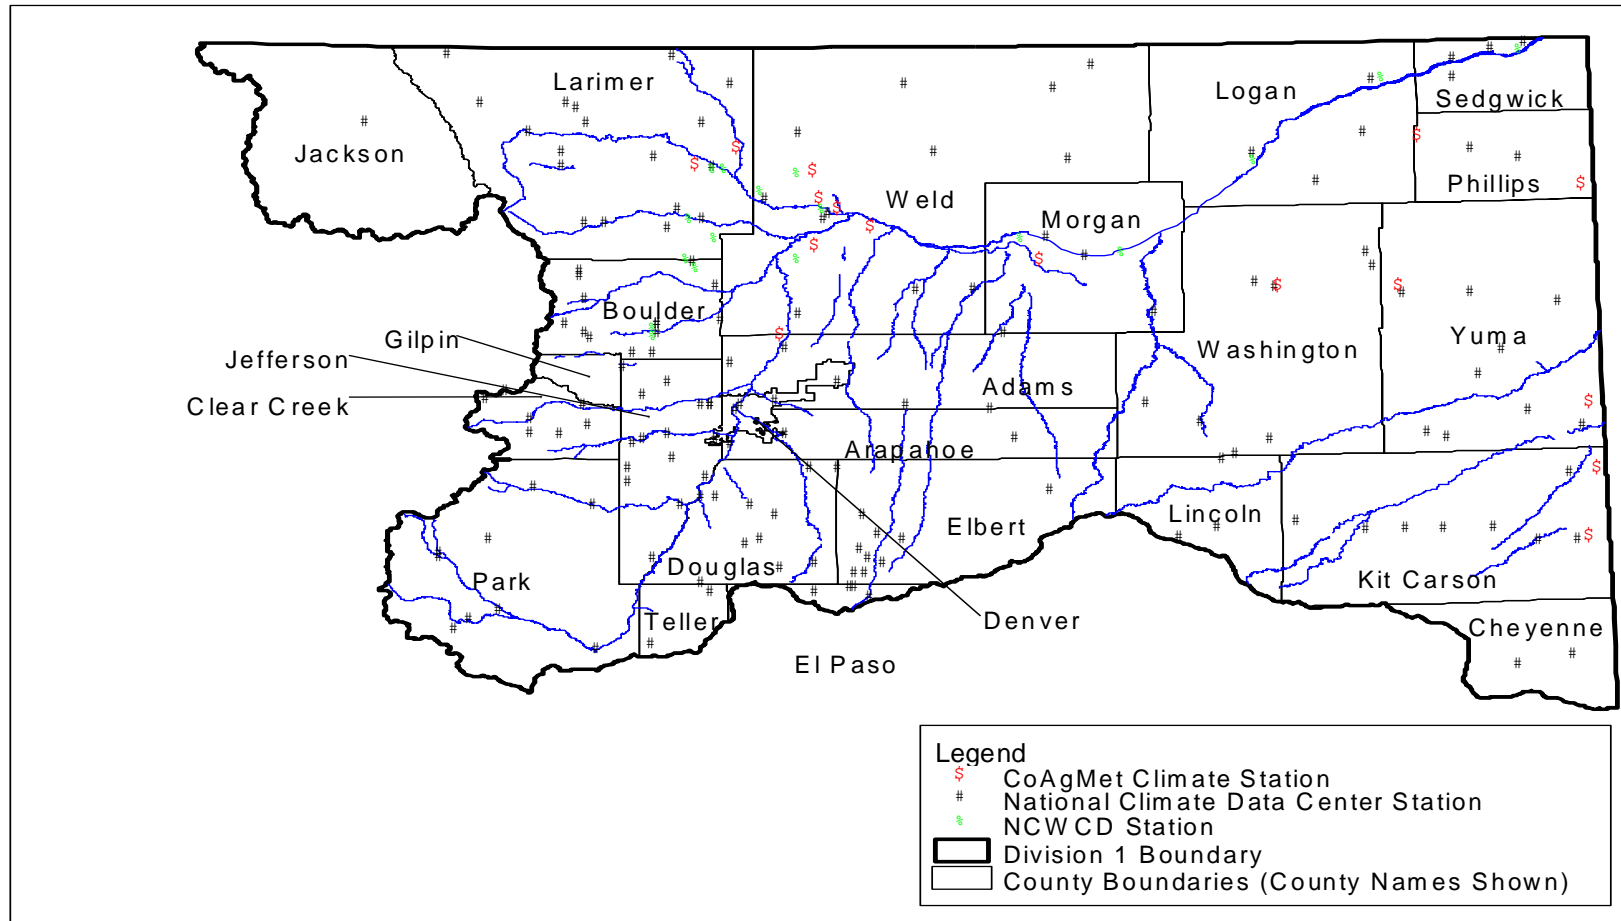 Larimer
Logan
Sedgwick
Jackson
Phillips
Weld
Morgan
Boulder
Gilpin
Jefferson
Washington
Yuma
Clear Creek
Adams
Arapahoe
Lincoln
Elbert
Douglas
Park
Kit Carson
Teller
Denver
Cheyenne
El Paso
Legend
$ CoAgMet Climate Station
# National Climate Data Center Station
% NCWCD Station
Division 1 Boundary
County Boundaries (County Names Shown)